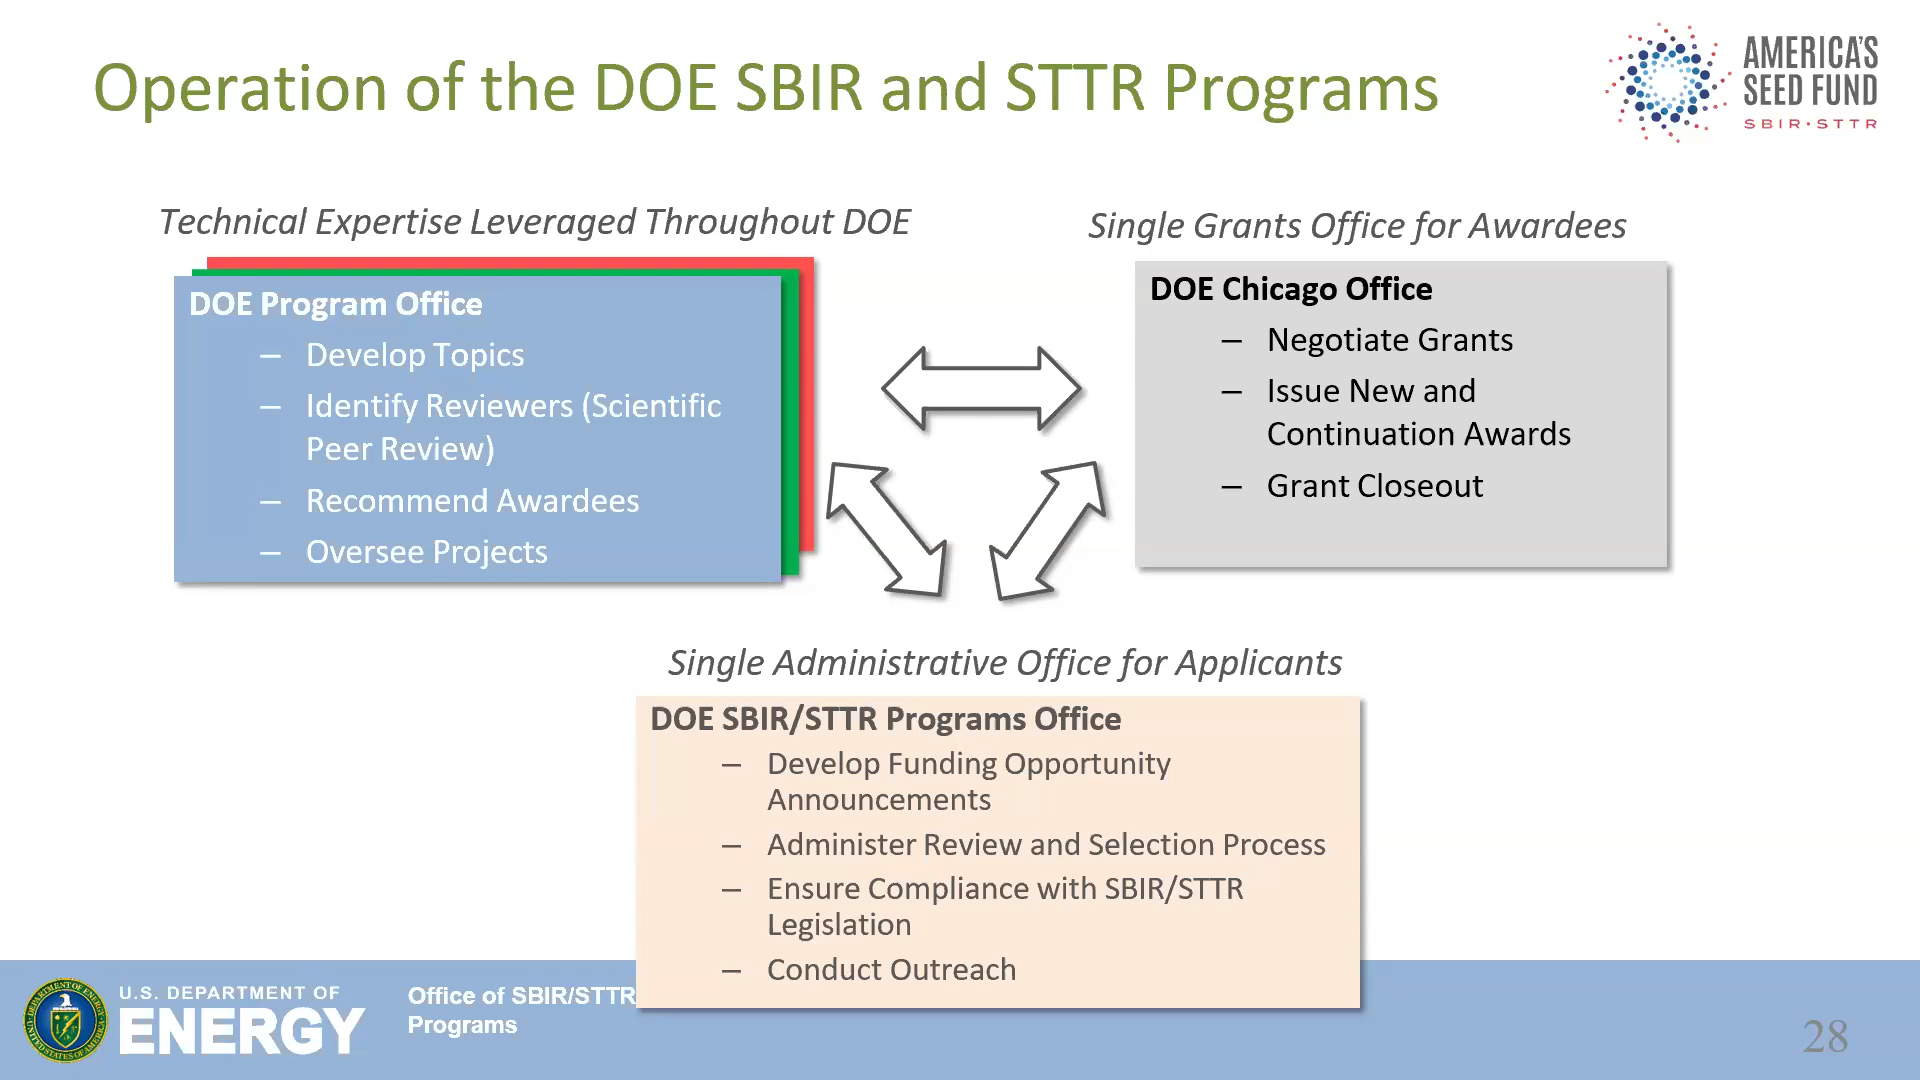 Operation of the DOE SBIR and STTR Programs
AMERICA'S
SEED FUND
SBIR·STTR
Technical Expertise Leveraged Throughout DOE
DOE Program Office
– Develop Topics
– Identify Reviewers (Scientific
Peer Review)
– Recommend Awardees
– Oversee Projects
Single Grants Office for Awardees
DOE Chicago Office
– Negotiate Grants
– Issue New and
Continuation Awards
– Grant Closeout
Single Administrative Office for Applicants
DOE SBIR/STTR Programs Office
– Develop Funding Opportunity
Announcements
– Administer Review and Selection Process
– Ensure Compliance with SBIR/STTR
Legislation
– Conduct Outreach
U.S. DEPARTMENT OF
ENERGY
Office of SBIR/STTR
Programs
28